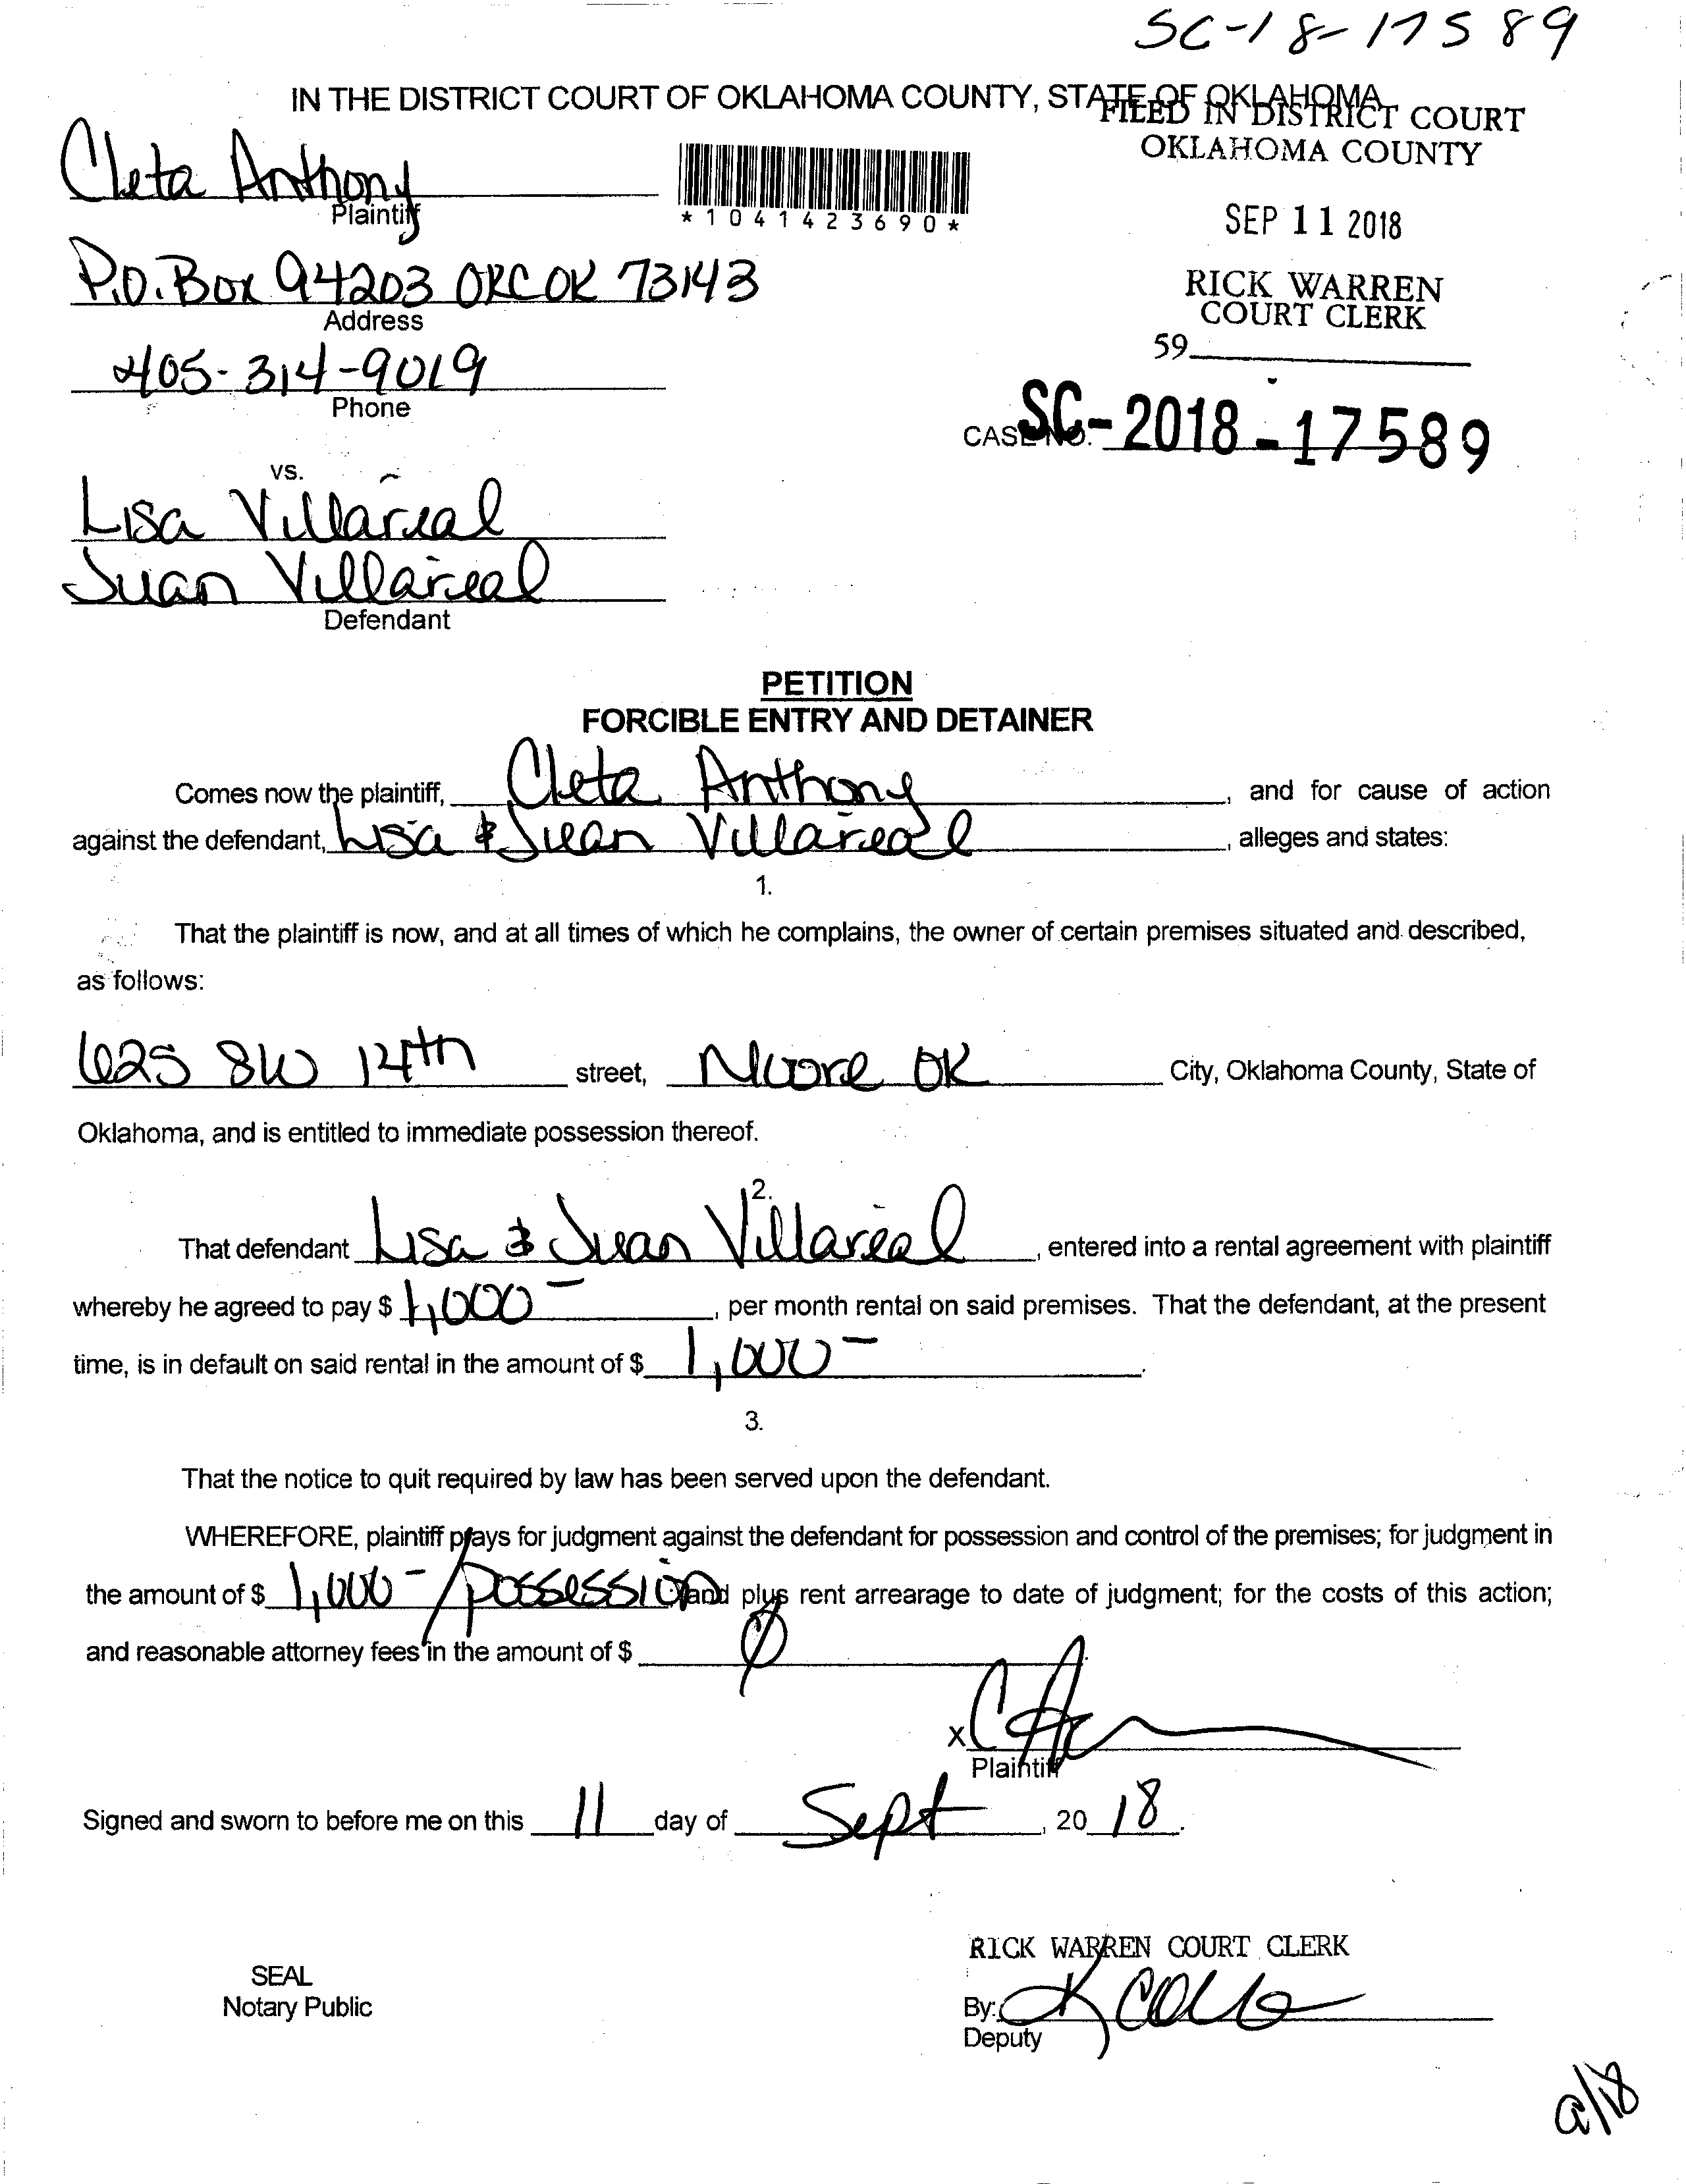 SC-18-17589
IN THE DISTRICT COURT OF OKLAHOMA COUNTY, STATE OF OKLAHOMA
FILED IN DISTRICT COURT
OKLAHOMA COUNTY
Cleta Anthony
Plaintiff
*1041423690*
SEP 11 2018
P.O. Box 94203 OKC OK 73143
Address
RICK WARREN
COURT CLERK
59
405-314-9019
Phone
CASE NO. SC-2018-17589
vs.
Lisa Villareal
Juan Villareal
Defendant
PETITION
FORCIBLE ENTRY AND DETAINER
Comes now the plaintiff, Cleta Anthony, and for cause of action
against the defendant, Lisa & Juan Villareal, alleges and states:
1.
That the plaintiff is now, and at all times of which he complains, the owner of certain premises situated and described,
as follows:
625 SW 14th street, Moore OK City, Oklahoma County, State of
Oklahoma, and is entitled to immediate possession thereof.
2.
That defendant Lisa & Juan Villareal, entered into a rental agreement with plaintiff
whereby he agreed to pay $ 1,000-, per month rental on said premises. That the defendant, at the present
time, is in default on said rental in the amount of $ 1,000-.
3.
That the notice to quit required by law has been served upon the defendant.
WHEREFORE, plaintiff prays for judgment against the defendant for possession and control of the premises; for judgment in
the amount of $ 1,000-/possession and plus rent arrearage to date of judgment; for the costs of this action;
and reasonable attorney fees in the amount of $ 0.
X
Plaintiff
Signed and sworn to before me on this 11 day of Sept, 2018.
RICK WARREN COURT CLERK
SEAL
Notary Public
By:
Deputy